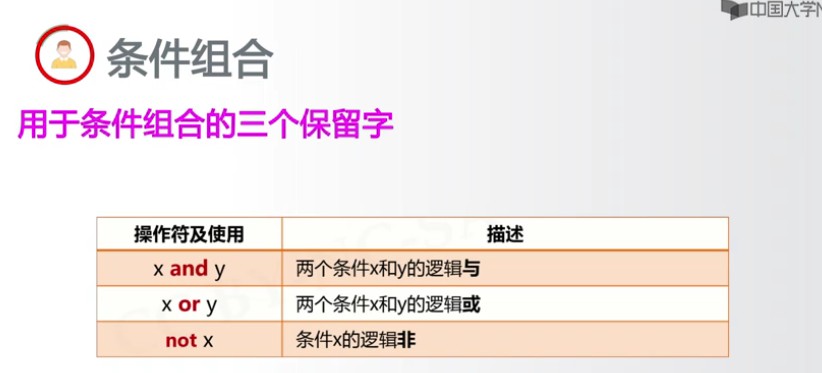 中国大学
条件组合
用于条件组合的三个保留字
操作符及使用 描述
x and y 两个条件x和y的逻辑与
x or y 两个条件x和y的逻辑或
not x 条件x的逻辑非